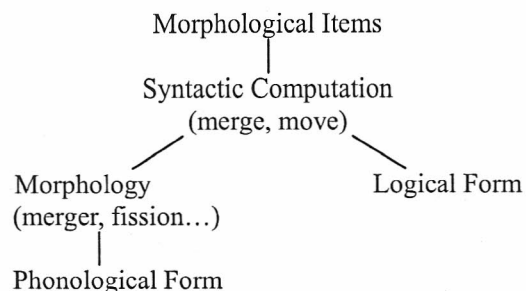 Morphological Items
Syntactic Computation
(merge, move)
Morphology
Logical Form
(merger, fission...)
Phonological Form